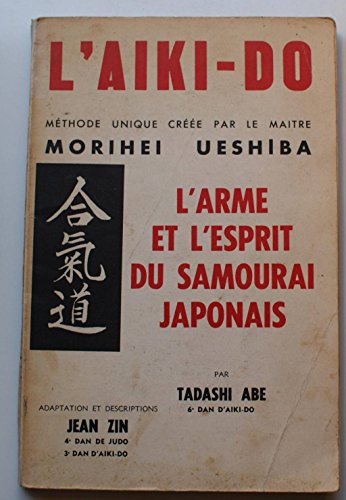 L'AIKI-DO
MÉTHODE UNIQUE CRÉÉE PAR LE MAITRE
MORIHEI UESHIBA
合氣道
L'ARME
ET L'ESPRIT
DU SAMOURAI
JAPONAIS
PAR
TADASHI ABE
6e DAN D'AIKI-DO
ADAPTATION ET DESCRIPTIONS
JEAN ZIN
4e DAN DE JUDO
3e DAN D'AIKI-DO